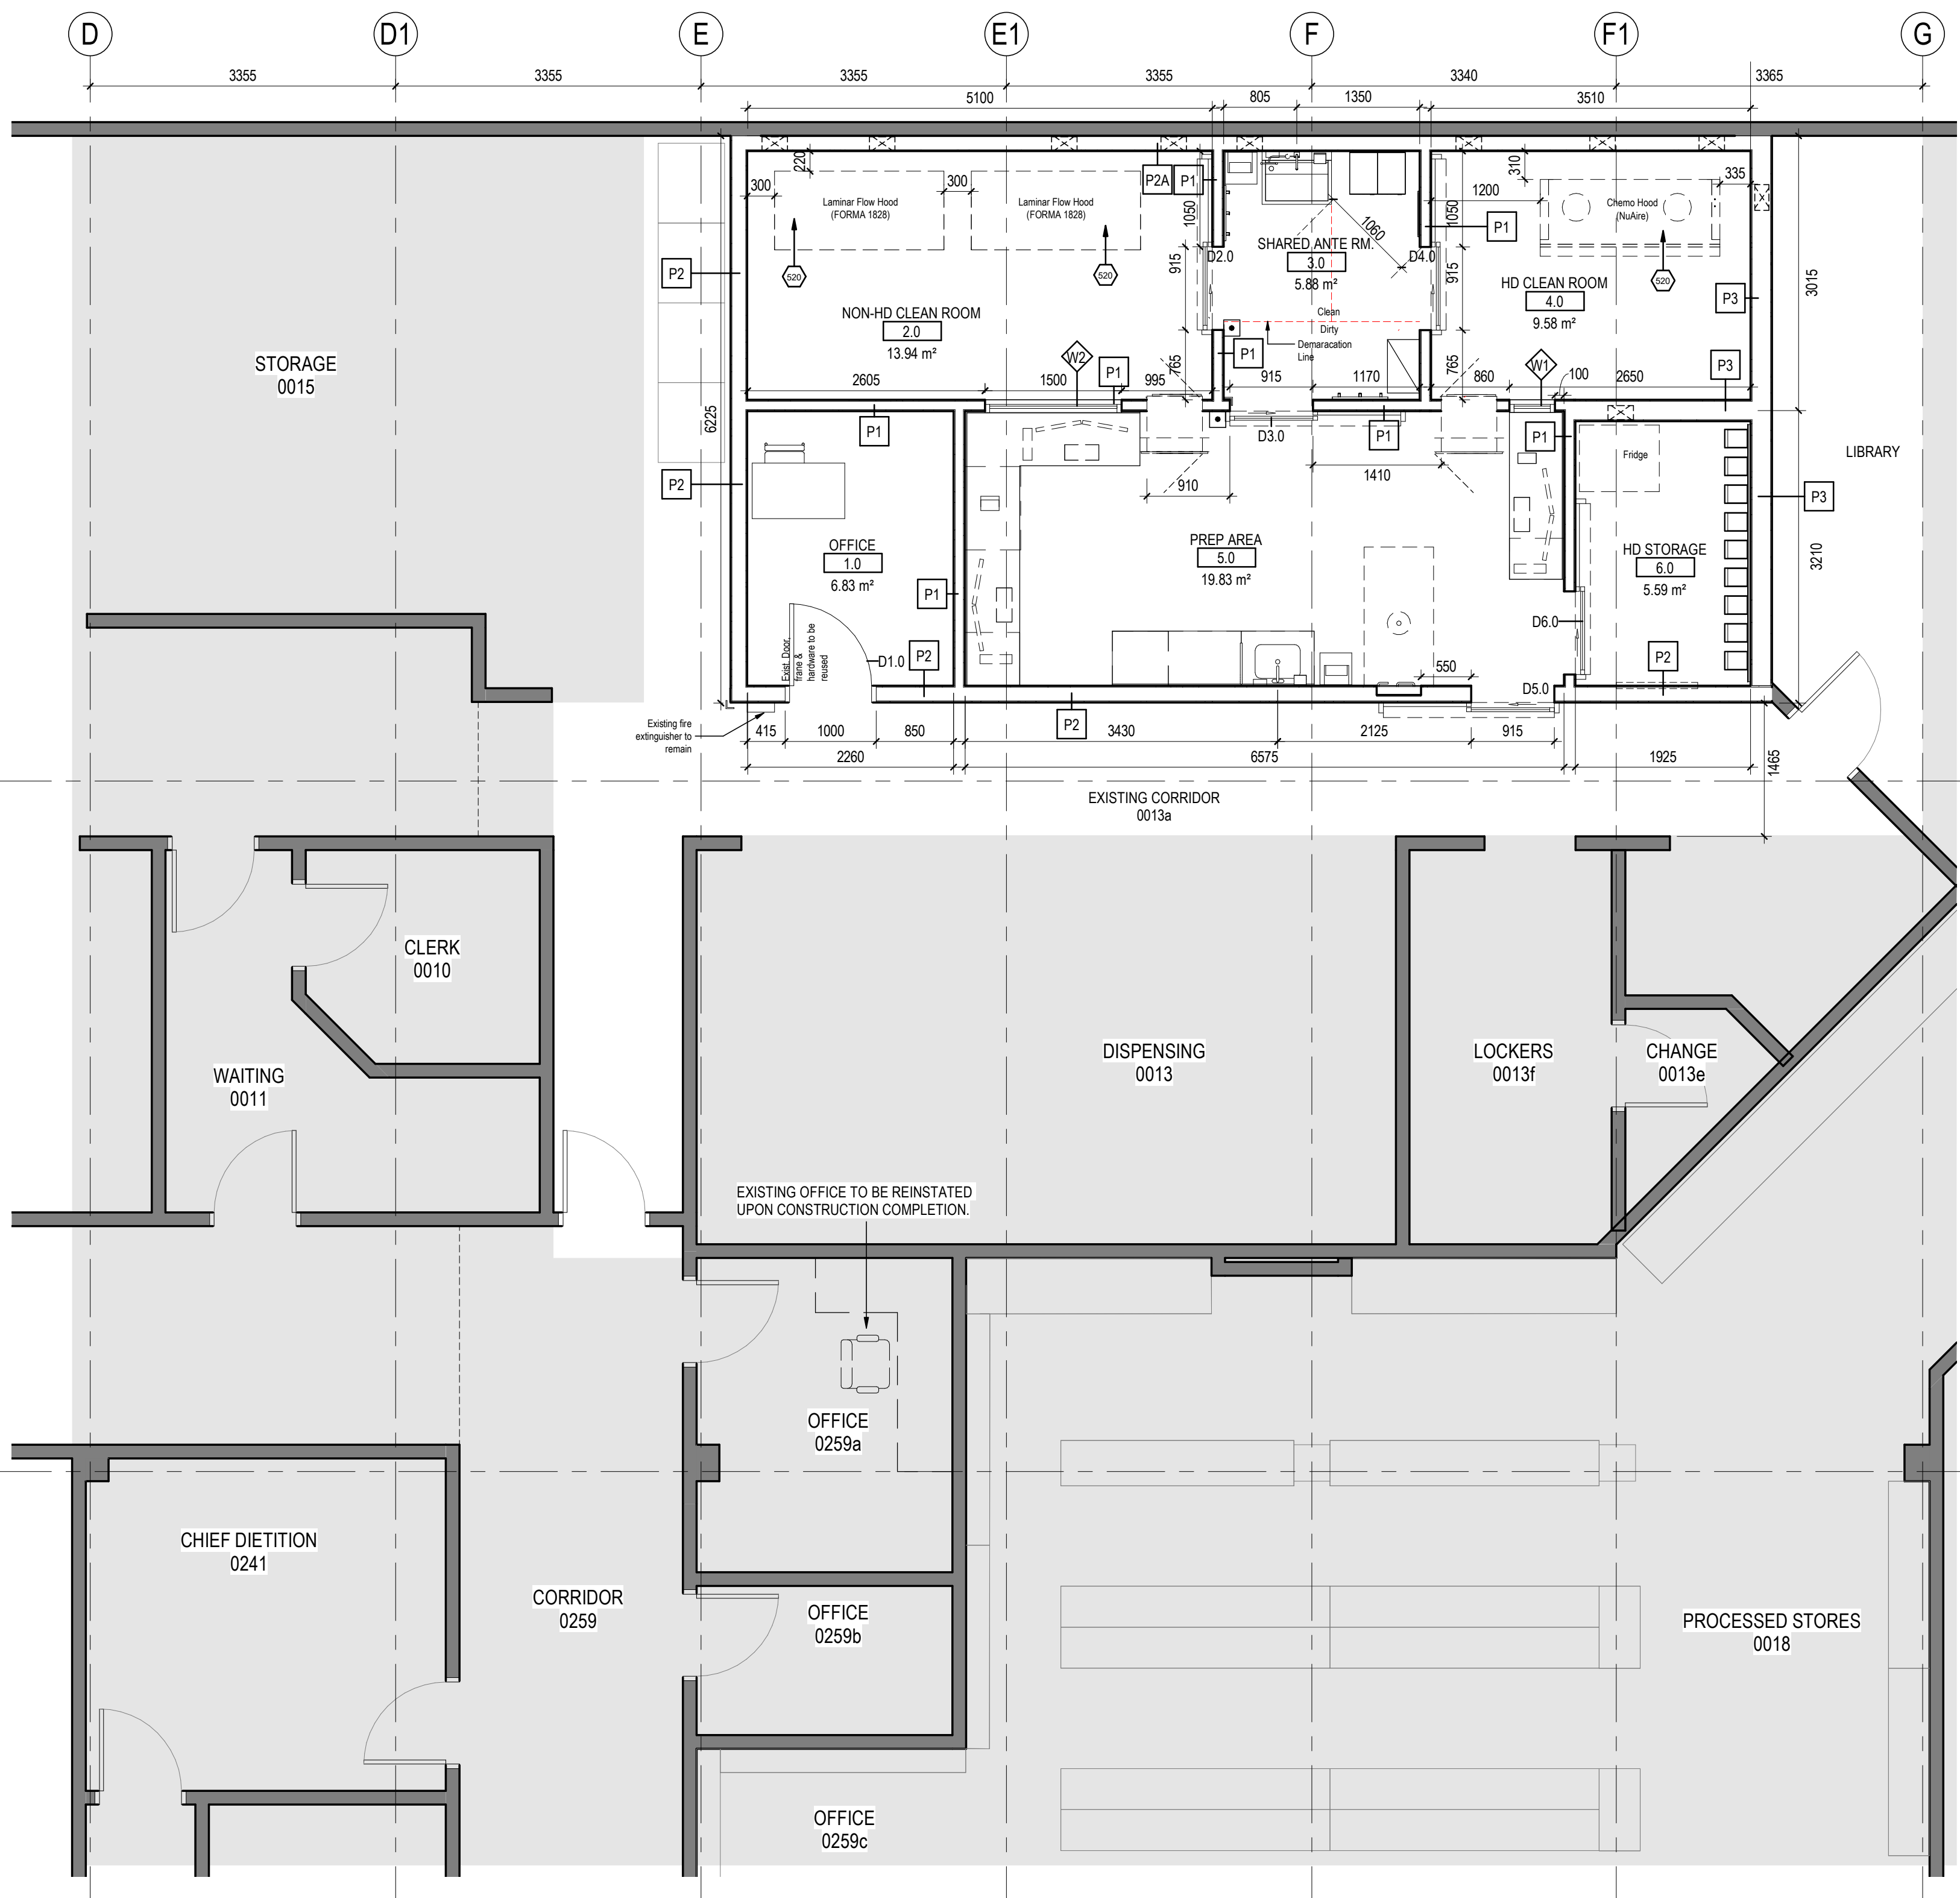 D
D1
E
E1
F
F1
G
3355
3355
3355
3355
3340
3365
5100
805
1350
3510
220
300
300
Laminar Flow Hood
(FORMA 1828)
Laminar Flow Hood
(FORMA 1828)
P2A
P1
1050
1060
310
335
1200
1050
Chemo Hood
(NuAire)
P1
P2
520
520
520
915
D2.0
SHARED ANTE RM.
3.0
5.88 m²
D4.0
915
HD CLEAN ROOM
4.0
9.58 m²
P3
3015
NON-HD CLEAN ROOM
2.0
13.94 m²
Clean
Dirty
Demaracation
Line
STORAGE
0015
W2
P1
P1
765
765
W1
P3
2605
1500
995
915
1170
860
100
2650
6225
P1
D3.0
P1
P1
Fridge
LIBRARY
P2
910
1410
P3
OFFICE
1.0
6.83 m²
PREP AREA
5.0
19.83 m²
HD STORAGE
6.0
5.59 m²
3210
P1
D6.0
Exist. Door,
frane &
hardware to be
reused
D1.0
P2
P2
550
D5.0
Existing fire
extinguisher to
remain
P2
415
1000
850
3430
2125
915
2260
6575
1925
1465
EXISTING CORRIDOR
0013a
CLERK
0010
WAITING
0011
DISPENSING
0013
LOCKERS
0013f
CHANGE
0013e
EXISTING OFFICE TO BE REINSTATED
UPON CONSTRUCTION COMPLETION.
OFFICE
0259a
CHIEF DIETITION
0241
CORRIDOR
0259
OFFICE
0259b
PROCESSED STORES
0018
OFFICE
0259c